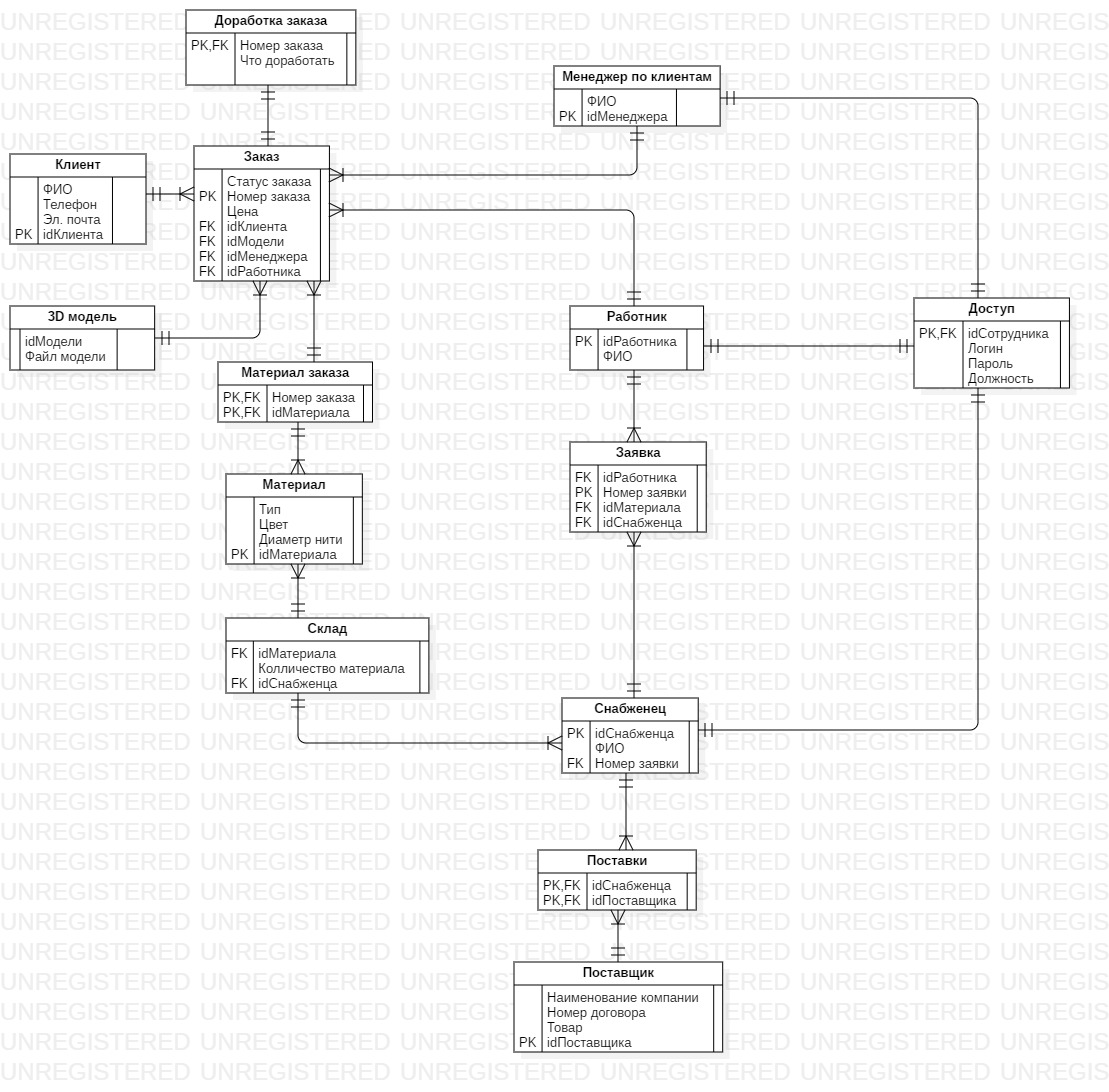 Доработка заказа
PK,FK Номер заказа
Что доработать
Менеджер по клиентам
ФИО
PK idМенеджера
Клиент
ФИО
Телефон
Эл. почта
PK idКлиента
Заказ
Статус заказа
PK Номер заказа
Цена
FK idКлиента
FK idМодели
FK idМенеджера
FK idРаботника
3D модель
idМодели
Файл модели
Работник
PK idРаботника
ФИО
Доступ
PK,FK idСотрудника
Логин
Пароль
Должность
Материал заказа
PK,FK Номер заказа
PK,FK idМатериала
Заявка
FK idРаботника
PK Номер заявки
FK idМатериала
FK idСнабженца
Материал
Тип
Цвет
Диаметр нити
PK idМатериала
Склад
FK idМатериала
Колличество материала
FK idСнабженца
Снабженец
PK idСнабженца
ФИО
FK Номер заявки
Поставки
PK,FK idСнабженца
PK,FK idПоставщика
Поставщик
Наименование компании
Номер договора
Товар
PK idПоставщика
UNREGISTERED